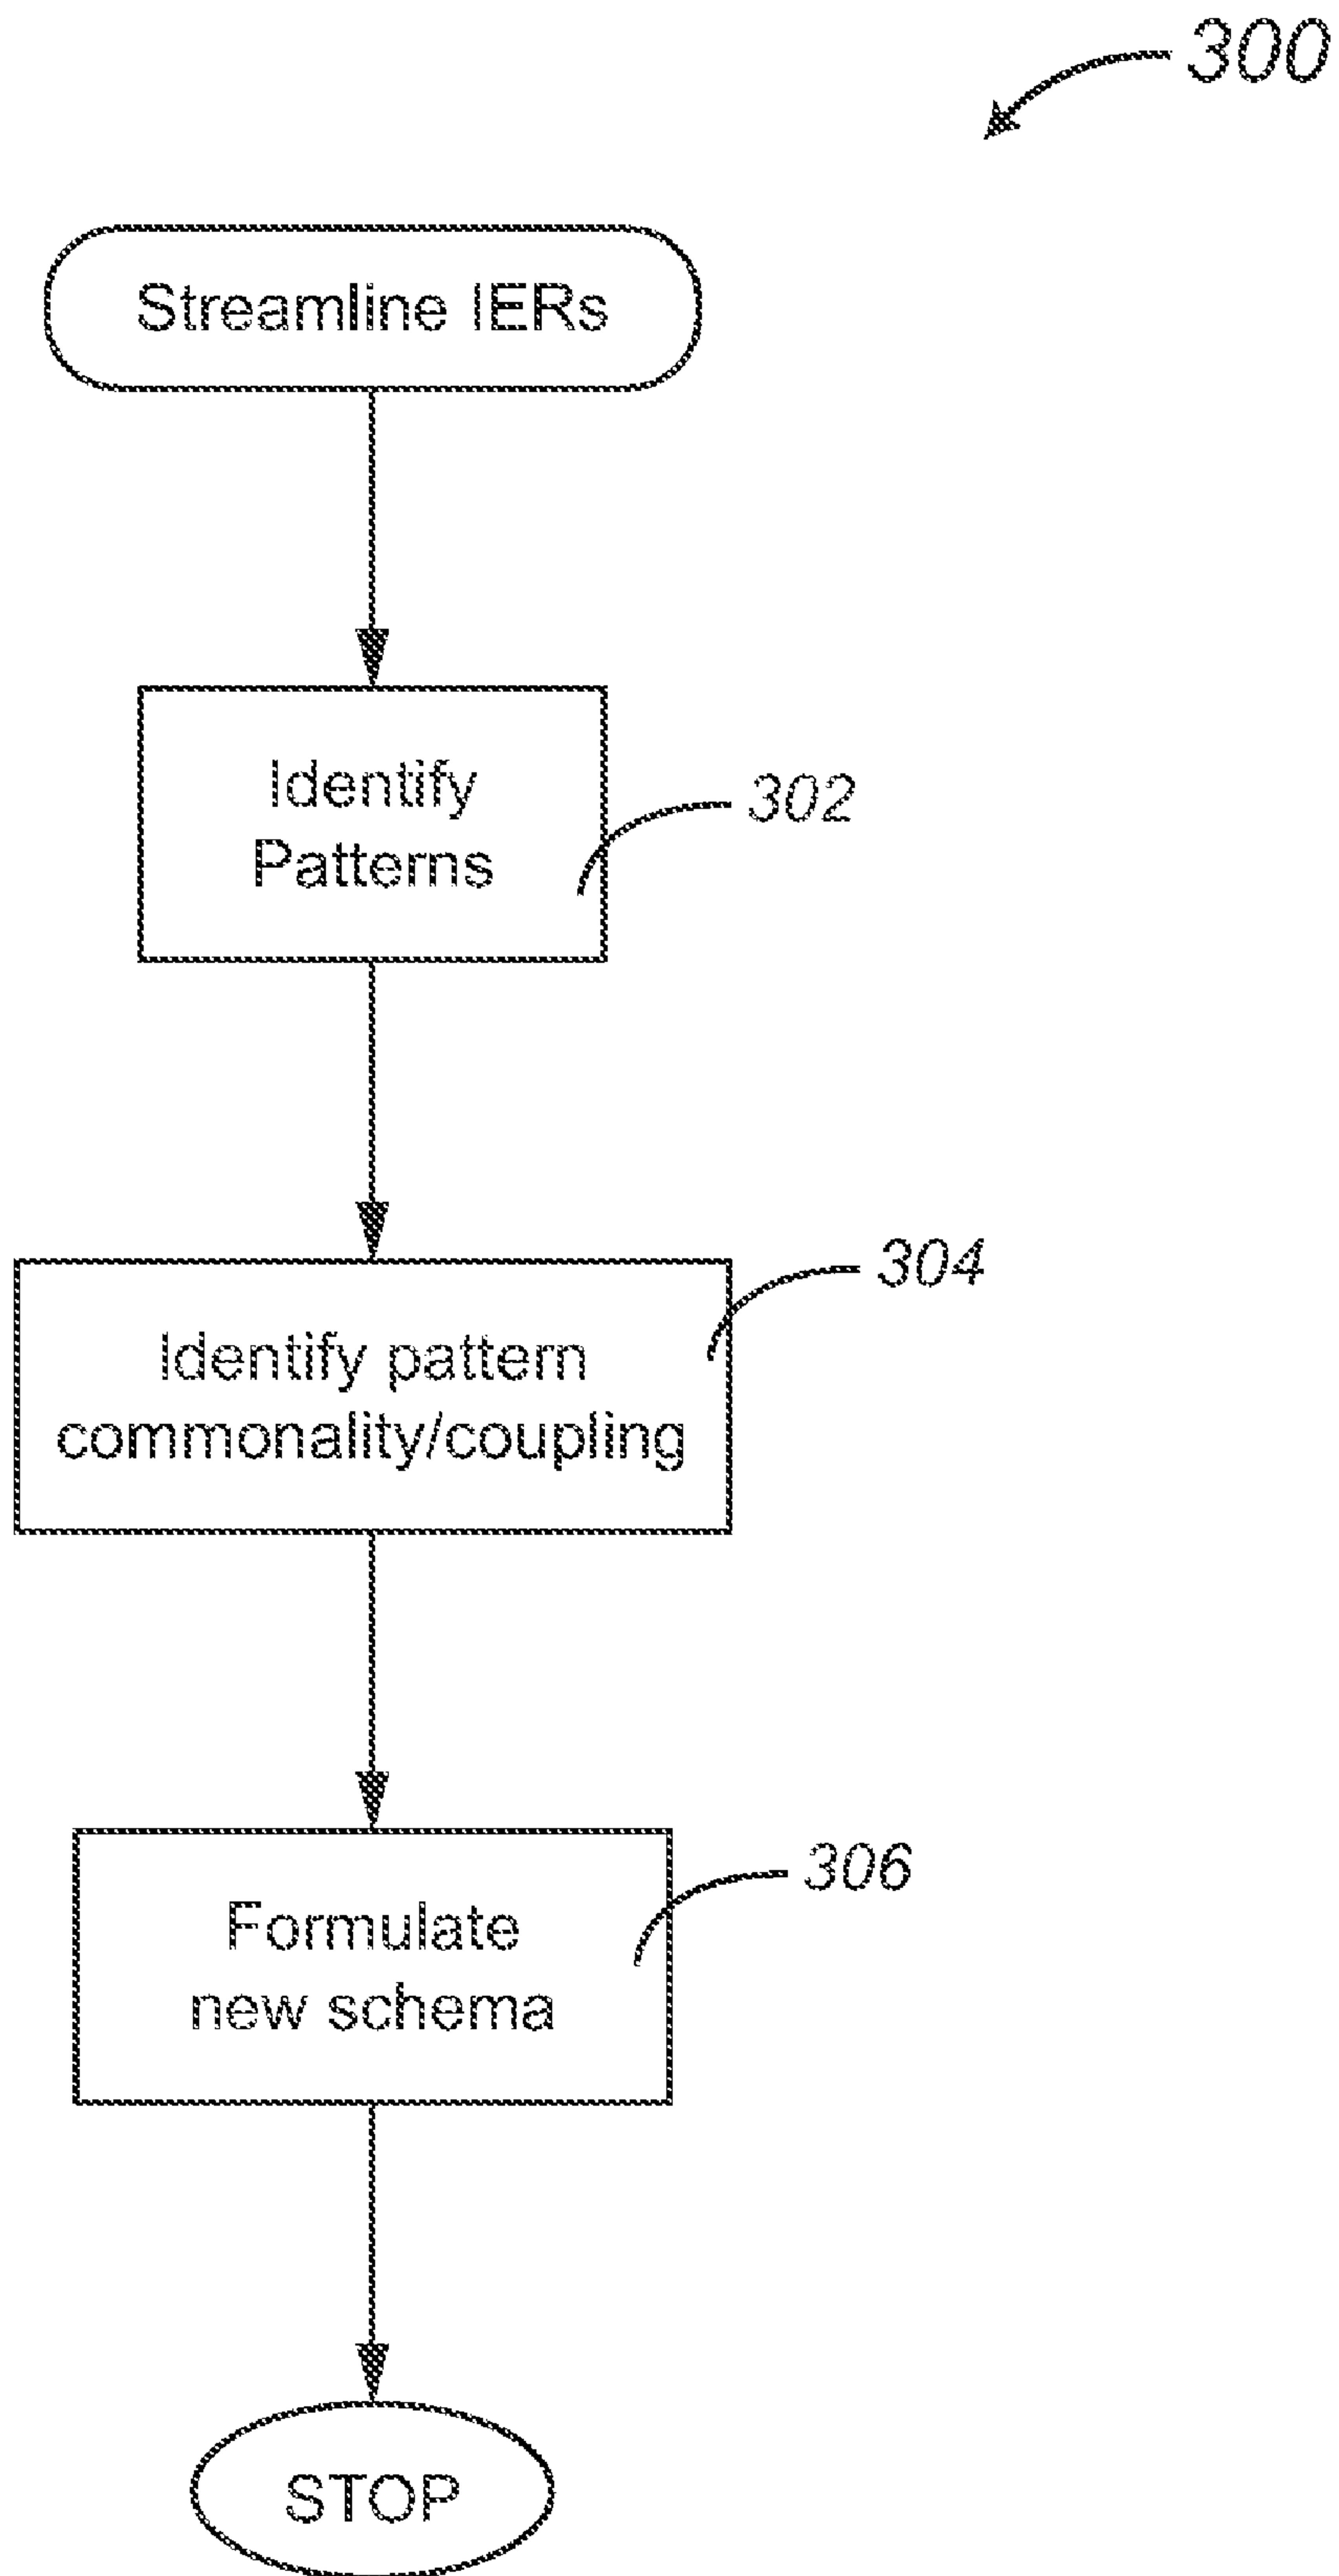 300
Streamline IERs
Identify
Patterns
302
304
Identify pattern
commonality/coupling
306
Formulate
new schema
STOP